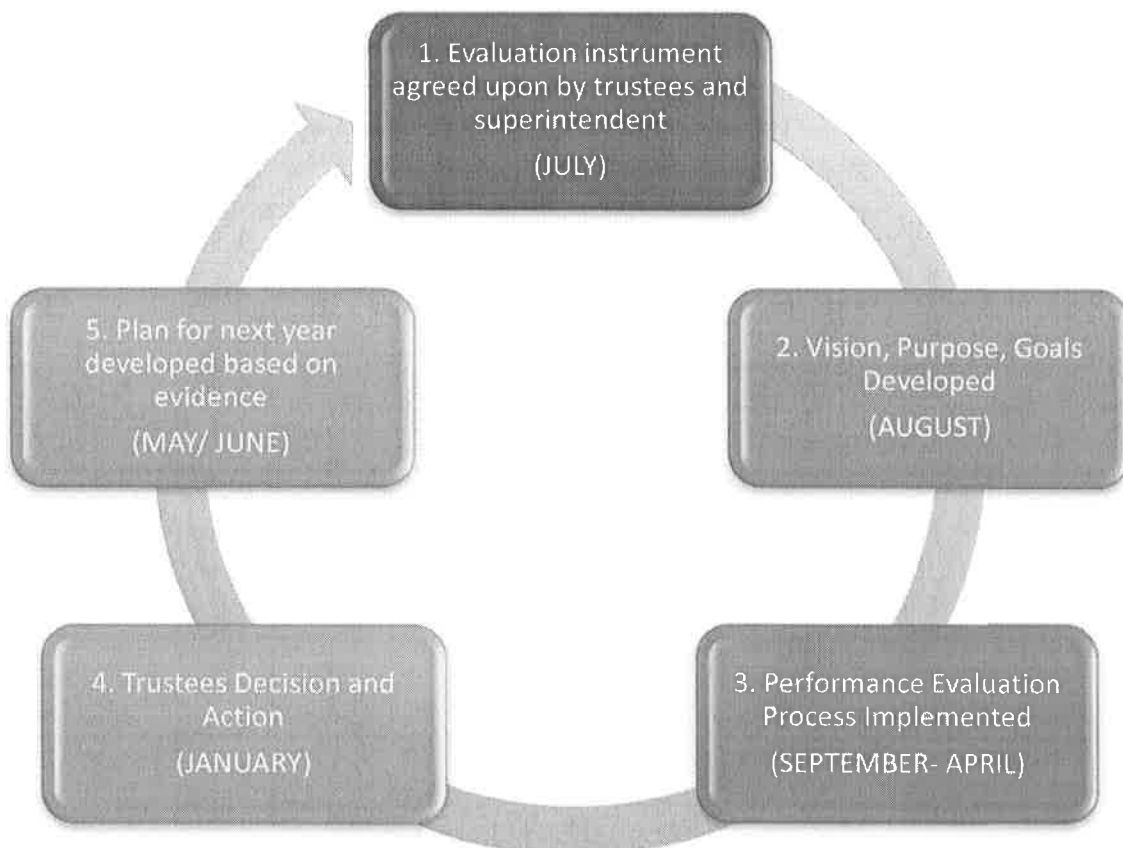 1. Evaluation instrument
agreed upon by trustees and
superintendent
(JULY)
2. Vision, Purpose, Goals
Developed
(AUGUST)
3. Performance Evaluation
Process Implemented
(SEPTEMBER- APRIL)
4. Trustees Decision and
Action
(JANUARY)
5. Plan for next year
developed based on
evidence
(MAY/ JUNE)